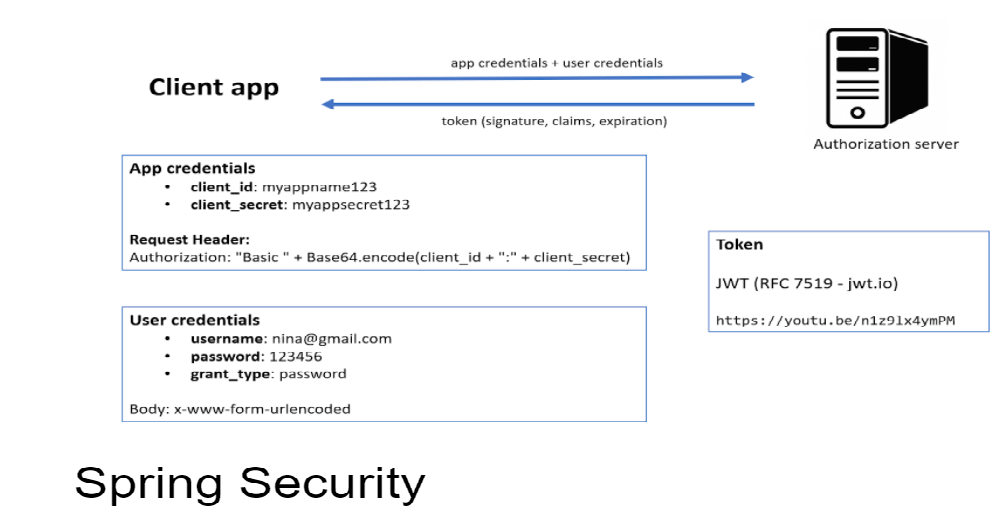 app credentials + user credentials
Client app
token (signature, claims, expiration)
Authorization server
App credentials
• client_id: myappname123
• client_secret: myappsecret123
Request Header:
Authorization: "Basic " + Base64.encode(client_id + ":" + client_secret)
Token
JWT (RFC 7519 - jwt.io)
https://youtu.be/n1z9lx4ymPM
User credentials
• username: nina@gmail.com
• password: 123456
• grant_type: password
Body: x-www-form-urlencoded
Spring Security